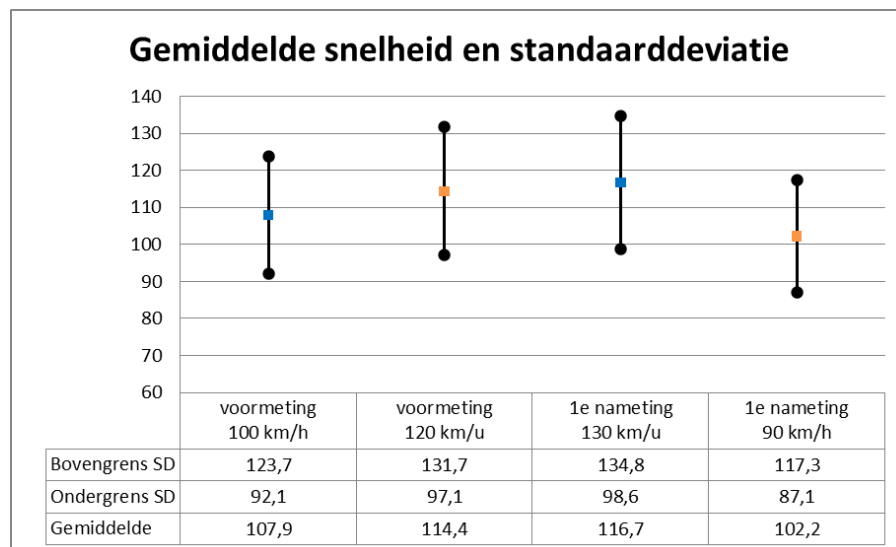 Gemiddelde snelheid en standaarddeviatie
140
130
120
110
100
90
80
70
60
voormeting voormeting 1e nameting 1e nameting
100 km/h 120 km/u 130 km/u 90 km/h
Bovengrens SD 123,7 131,7 134,8 117,3
Ondergrens SD 92,1 97,1 98,6 87,1
Gemiddelde 107,9 114,4 116,7 102,2